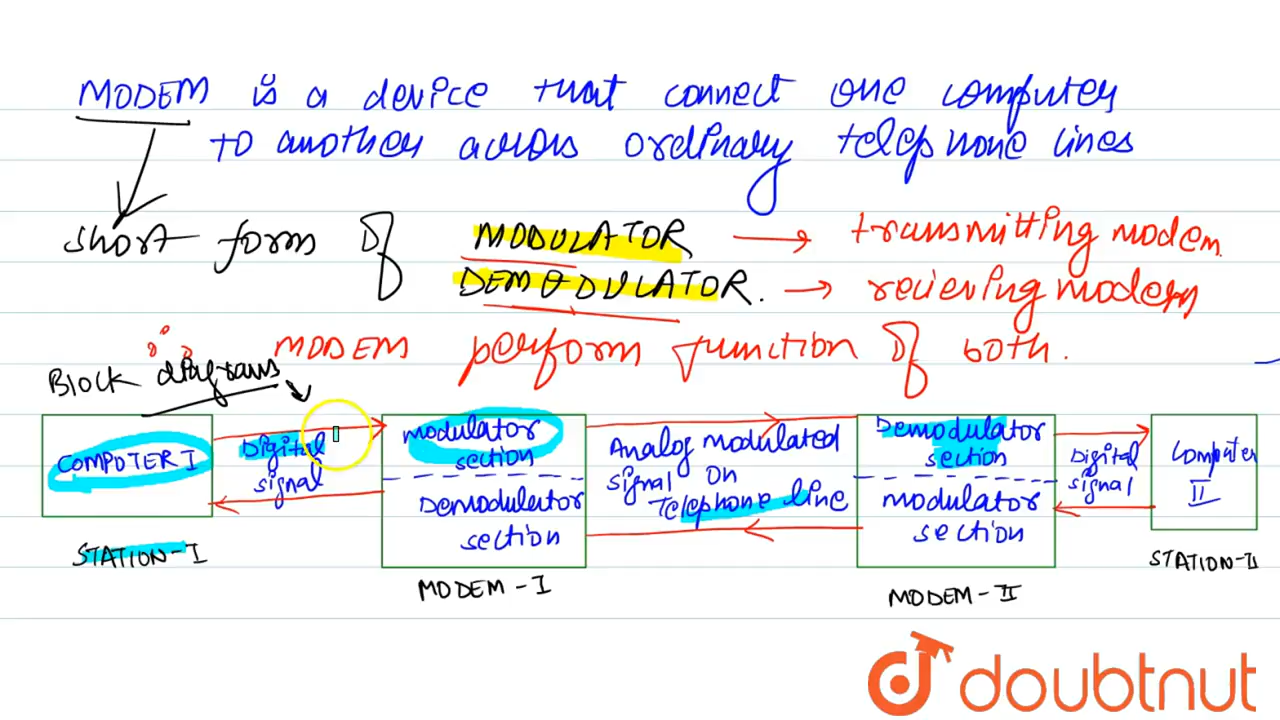 MODEM is a device that connect one computer
to another across ordinary telephone lines
short form of MODULATOR → transmitting modem
DEMODULATOR. → recieving modem
MODEM perform function of both.
Block diagram
COMPUTER I
STATION-I
Digital
signal
modulator
section
Demodulator
section
MODEM-I
Analog modulated
signal on
Telephone line
Demodulator
section
modulator
section
MODEM-II
Digital
signal
Computer
II
STATION-II
doubtnut